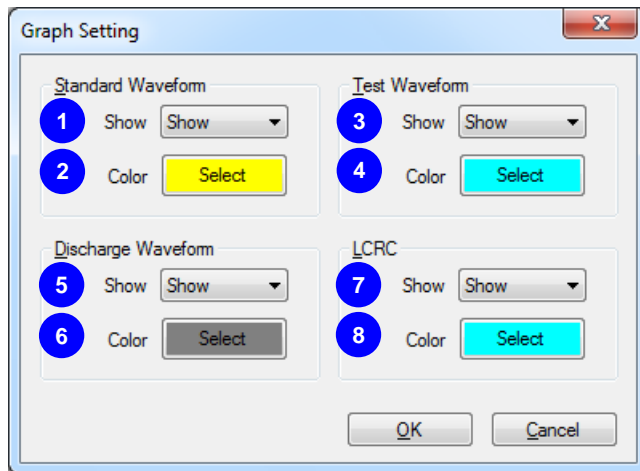 Graph Setting
Standard Waveform
1 Show Show
2 Color Select
Test Waveform
3 Show Show
4 Color Select
Discharge Waveform
5 Show Show
6 Color Select
LCRC
7 Show Show
8 Color Select
OK Cancel